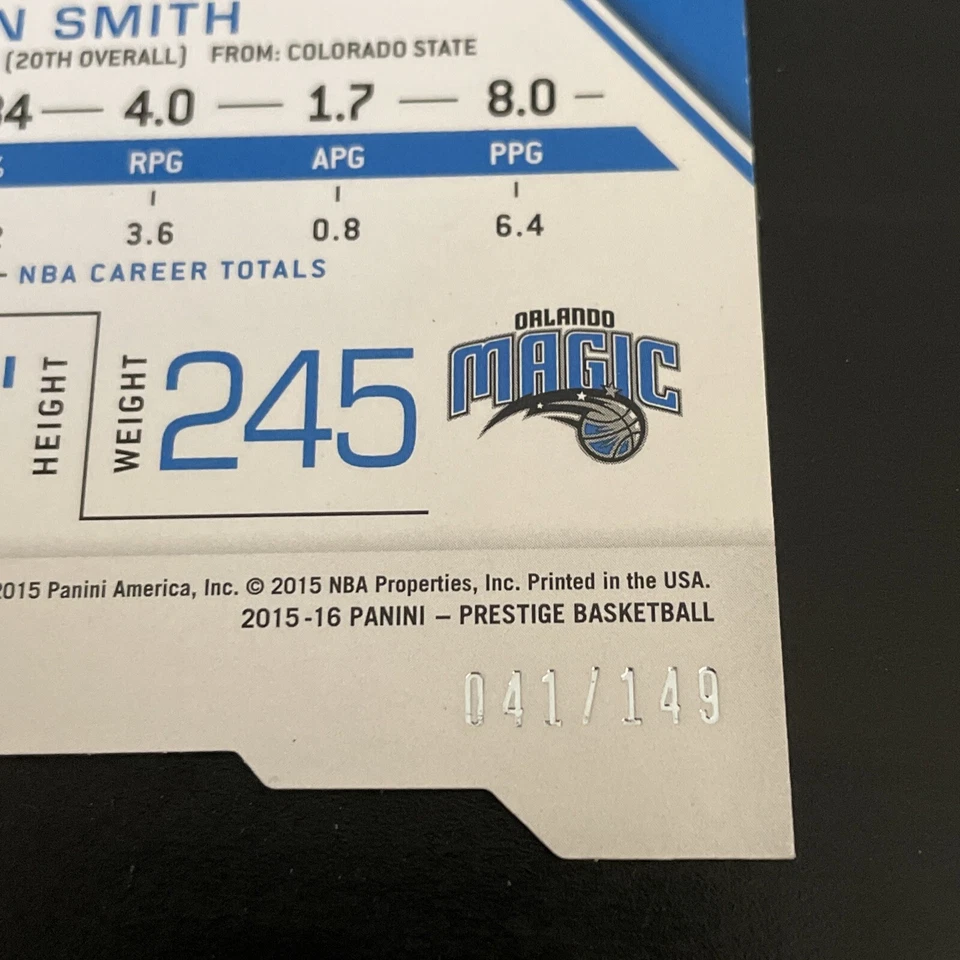 N SMITH
(20TH OVERALL) FROM: COLORADO STATE
34 — 4.0 — 1.7 — 8.0 —
% RPG APG PPG
3.6 0.8 6.4
- NBA CAREER TOTALS
HEIGHT
WEIGHT
245
ORLANDO
MAGIC
2015 Panini America, Inc. © 2015 NBA Properties, Inc. Printed in the USA.
2015-16 PANINI – PRESTIGE BASKETBALL
041/149